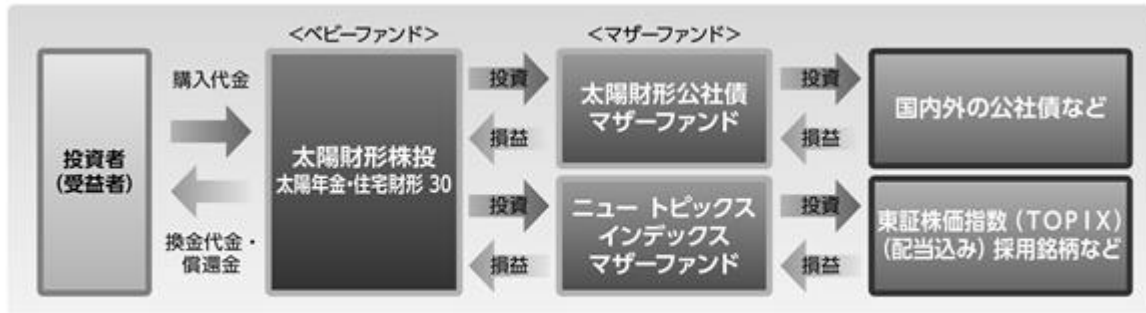 <ベビーファンド>
<マザーファンド>
投資者
(受益者)
購入代金
換金代金・
償還金
太陽財形株投
太陽年金・住宅財形 30
投資
損益
太陽財形公社債
マザーファンド
投資
損益
国内外の公社債など
投資
損益
ニュー トピックス
インデックス
マザーファンド
投資
損益
東証株価指数 (TOPIX)
(配当込み) 採用銘柄など